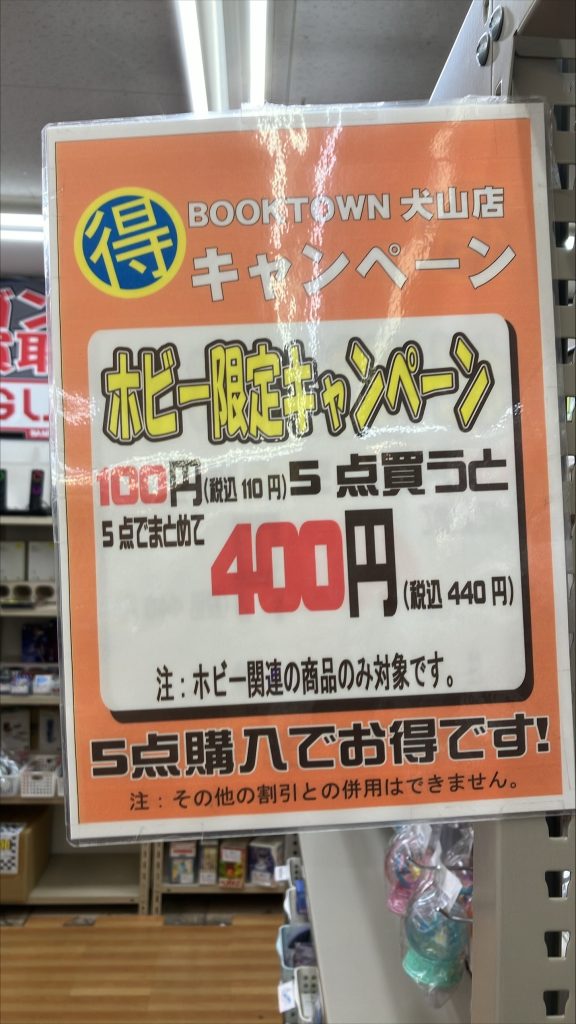 得
BOOKTOWN 犬山店
キャンペーン
ホビー限定キャンペーン
100円(税込 110 円)5 点買うと
5点でまとめて
400円(税込 440 円)
注:ホビー関連の商品のみ対象です。
5点購入でお得です!
注:その他の割引との併用はできません。